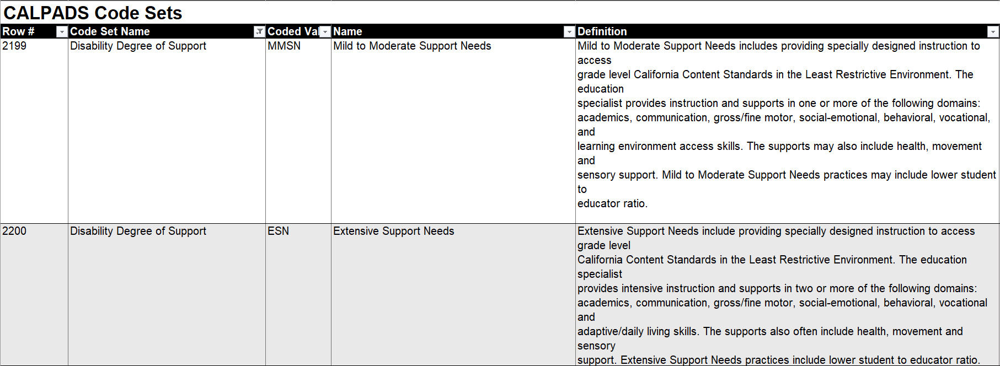 CALPADS Code Sets
Row # Code Set Name Coded Val Name Definition
2199 Disability Degree of Support MMSN Mild to Moderate Support Needs Mild to Moderate Support Needs includes providing specially designed instruction to
access
grade level California Content Standards in the Least Restrictive Environment. The
education
specialist provides instruction and supports in one or more of the following domains:
academics, communication, gross/fine motor, social-emotional, behavioral, vocational,
and
learning environment access skills. The supports may also include health, movement
and
sensory support. Mild to Moderate Support Needs practices may include lower student
to
educator ratio.
2200 Disability Degree of Support ESN Extensive Support Needs Extensive Support Needs include providing specially designed instruction to access
grade level
California Content Standards in the Least Restrictive Environment. The education
specialist
provides intensive instruction and supports in two or more of the following domains:
academics, communication, gross/fine motor, social-emotional, behavioral, vocational
and
adaptive/daily living skills. The supports also often include health, movement and
sensory
support. Extensive Support Needs practices include lower student to educator ratio.